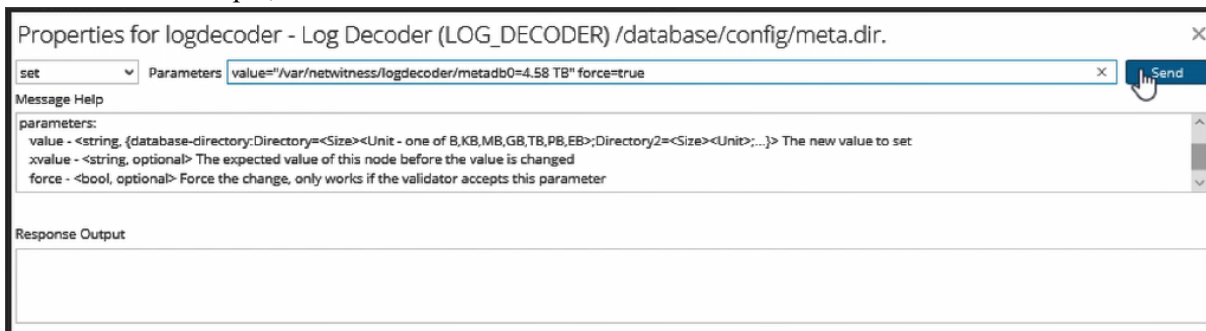 Properties for logdecoder - Log Decoder (LOG_DECODER) /database/config/meta.dir.
set Parameters value="/var/netwitness/logdecoder/metadb0=4.58 TB" force=true Send
Message Help
parameters:
value - <string, {database-directory:Directory=<Size><Unit - one of B,KB,MB,GB,TB,PB,EB>;Directory2=<Size><Unit>;...}> The new value to set
xvalue - <string, optional> The expected value of this node before the value is changed
force - <bool, optional> Force the change, only works if the validator accepts this parameter
Response Output